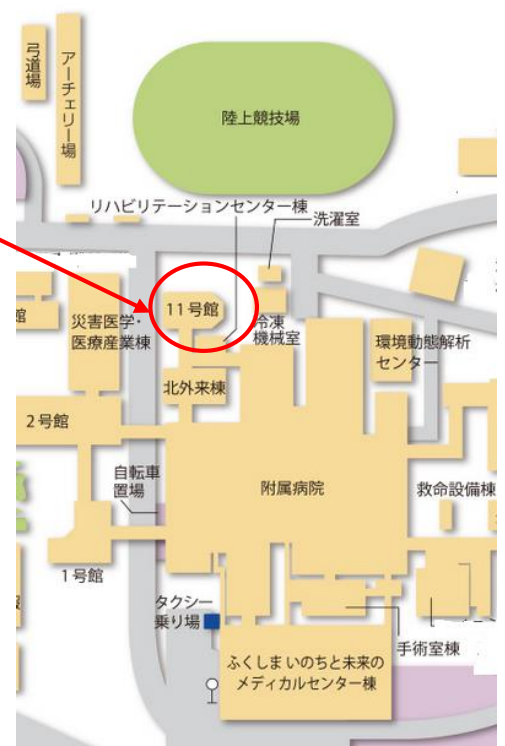 弓道場
アーチェリー場
陸上競技場
リハビリテーションセンター棟
洗濯室
11号館
冷凍
機械室
館
災害医学・
医療産業棟
環境動態解析
センター
北外来棟
2号館
自転車
置場
附属病院
救命設備棟
1号館
タクシー
乗り場
手術室棟
ふくしまいのちと未来の
メディカルセンター棟